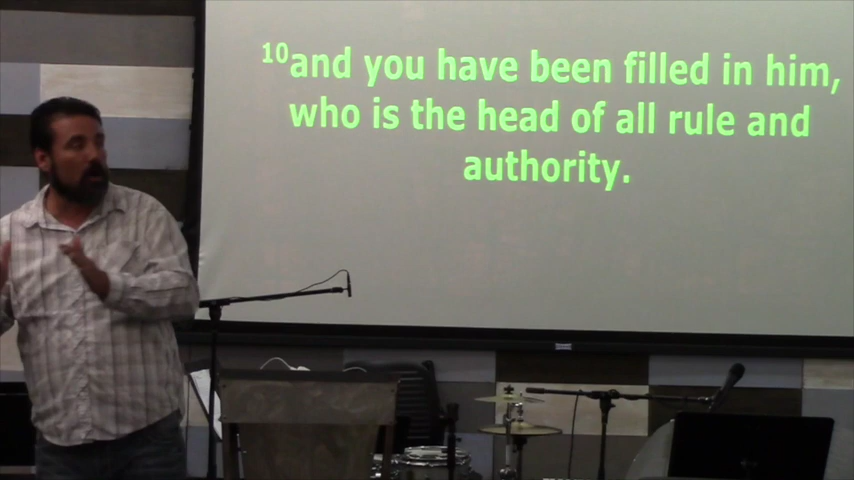 10and you have been filled in him,
who is the head of all rule and
authority.